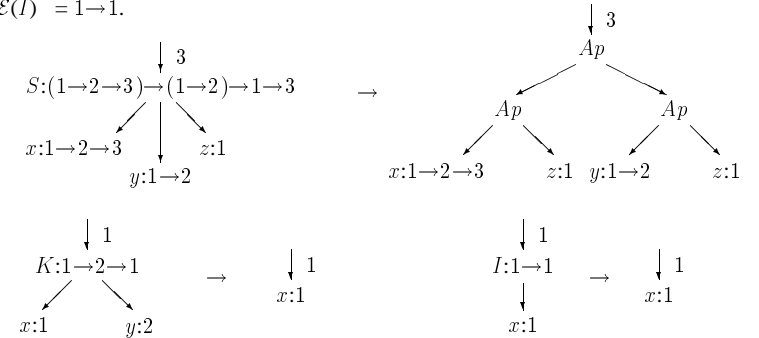 ℰ(I) = 1→1.
3
S:(1→2→3)→(1→2)→1→3
x:1→2→3
z:1
y:1→2
→
3
Ap
Ap
Ap
x:1→2→3
z:1
y:1→2
z:1
1
K:1→2→1
x:1
y:2
→
1
x:1
1
I:1→1
x:1
→
1
x:1